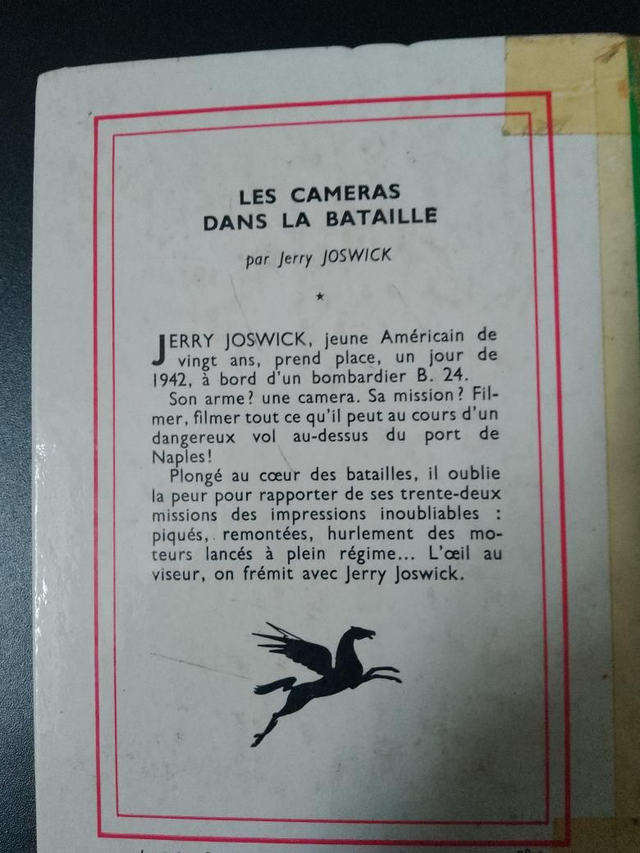 LES CAMERAS
DANS LA BATAILLE
par Jerry JOSWICK
★
JERRY JOSWICK, jeune Américain de
vingt ans, prend place, un jour de
1942, à bord d'un bombardier B. 24.
Son arme? une camera. Sa mission? Fil-
mer, filmer tout ce qu'il peut au cours d'un
dangereux vol au-dessus du port de
Naples!
Plongé au cœur des batailles, il oublie
la peur pour rapporter de ses trente-deux
missions des impressions inoubliables :
piqués, remontées, hurlement des mo-
teurs lancés à plein régime... L'œil au
viseur, on frémit avec Jerry Joswick.